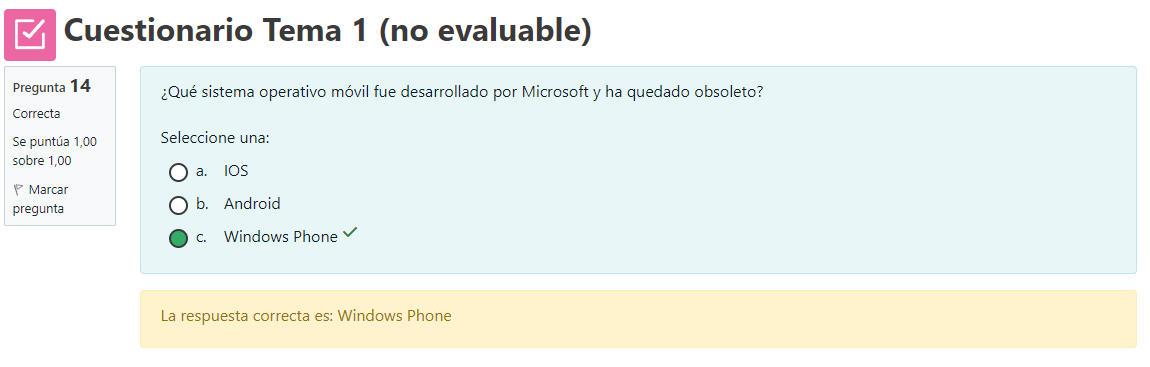 Cuestionario Tema 1 (no evaluable)
Pregunta 14
Correcta
Se puntúa 1,00
sobre 1,00
Marcar
pregunta
¿Qué sistema operativo móvil fue desarrollado por Microsoft y ha quedado obsoleto?
Seleccione una:
a. IOS
b. Android
c. Windows Phone
La respuesta correcta es: Windows Phone